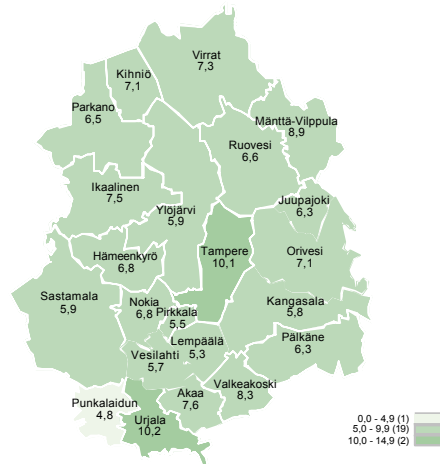 Virrat
7,3
Kihniö
7,1
Parkano
6,5
Mänttä-Vilppula
8,9
Ruovesi
6,6
Ikaalinen
7,5
Juupajoki
6,3
Ylöjärvi
5,9
Tampere
10,1
Orivesi
7,1
Hämeenkyrö
6,8
Sastamala
5,9
Nokia
6,8
Pirkkala
5,5
Kangasala
5,8
Lempäälä
5,3
Pälkäne
6,3
Vesilahti
5,7
Valkeakoski
8,3
Akaa
7,6
Punkalaidun
4,8
Urjala
10,2
0,0 - 4,9 (1)
5,0 - 9,9 (19)
10,0 - 14,9 (2)